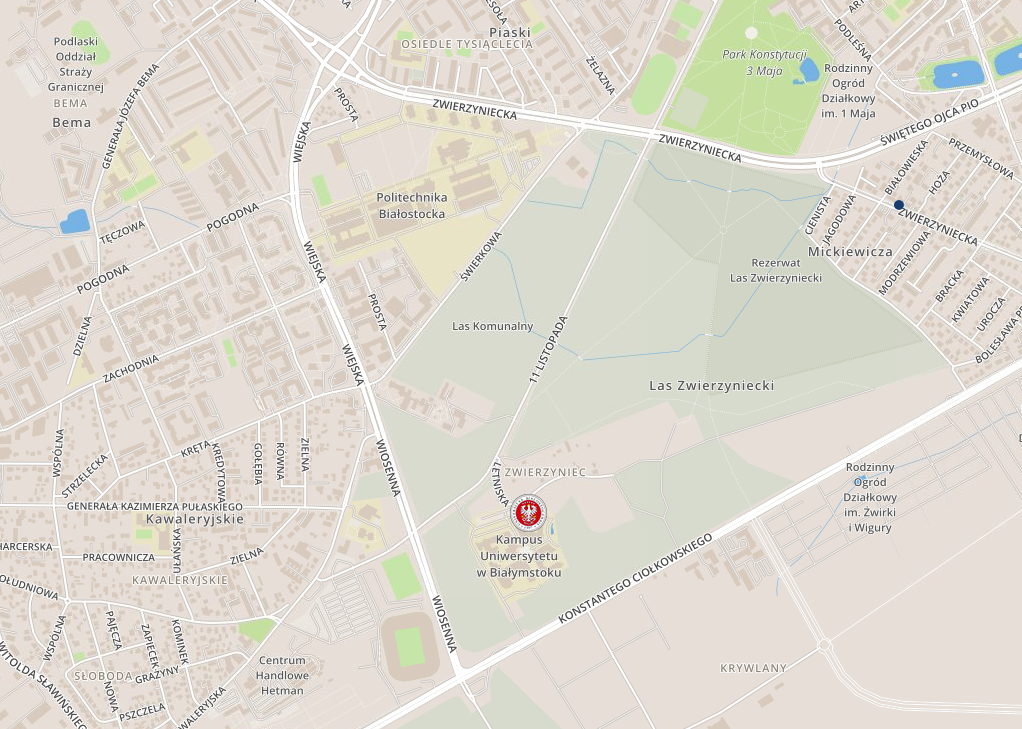 WESOŁA
Piaski
OSIEDLE TYSIĄCLECIA
PODLEŚNA
Podlaski
Oddział
Straży
Granicznej
BEMA
Bema
GENERAŁA JÓZEFA BEMA
PROSTA
ŻELAZNA
Park Konstytucji
3 Maja
Rodzinny
Ogród
Działkowy
im. 1 Maja
ZWIERZYNIECKA
ZWIERZYNIECKA
ŚWIĘTEGO OJCA PIO
WIEJSKA
BIAŁOWIESKA
PRZEMYSŁOWA
HOŻA
Politechnika
Białostocka
TĘCZOWA
POGODNA
POGODNA
CIENISTA
JAGODOWA
ZWIERZYNIECKA
Mickiewicza
MODRZEWIOWA
ŚWIERKOWA
WIEJSKA
Rezerwat
Las Zwierzyniecki
BRACKA
KWIATOWA
UROCZA
PROSTA
Las Komunalny
11 LISTOPADA
DZIELNA
ZACHODNIA
WIEJSKA
Las Zwierzyniecki
WSPÓLNA
STRZELECKA
KRĘTA
KREDYTOWA
GOŁĘBIA
RÓWNA
ZIELNA
WIOSENNA
LETNISKA
ZWIERZYNIEC
Rodzinny
Ogród
Działkowy
im. Żwirki
i Wigury
GENERAŁA KAZIMIERZA PUŁASKIEGO
Kawaleryjskie
HARCERSKA
PRACOWNICZA
UŁAŃSKA
ZIELNA
KAWALERYJSKIE
Kampus
Uniwersytetu
w Białymstoku
KONSTANTEGO CIOŁKOWSKIEGO
WIOSENNA
WSPÓLNA
PAJĘCZA
ZAPIECEK
KOMINEK
WITOLDA SŁAWIŃSKIEGO
SŁOBODA
GRAŻYNY
NOWA
PSZCZELA
Centrum
Handlowe
Hetman
KRYWLANY